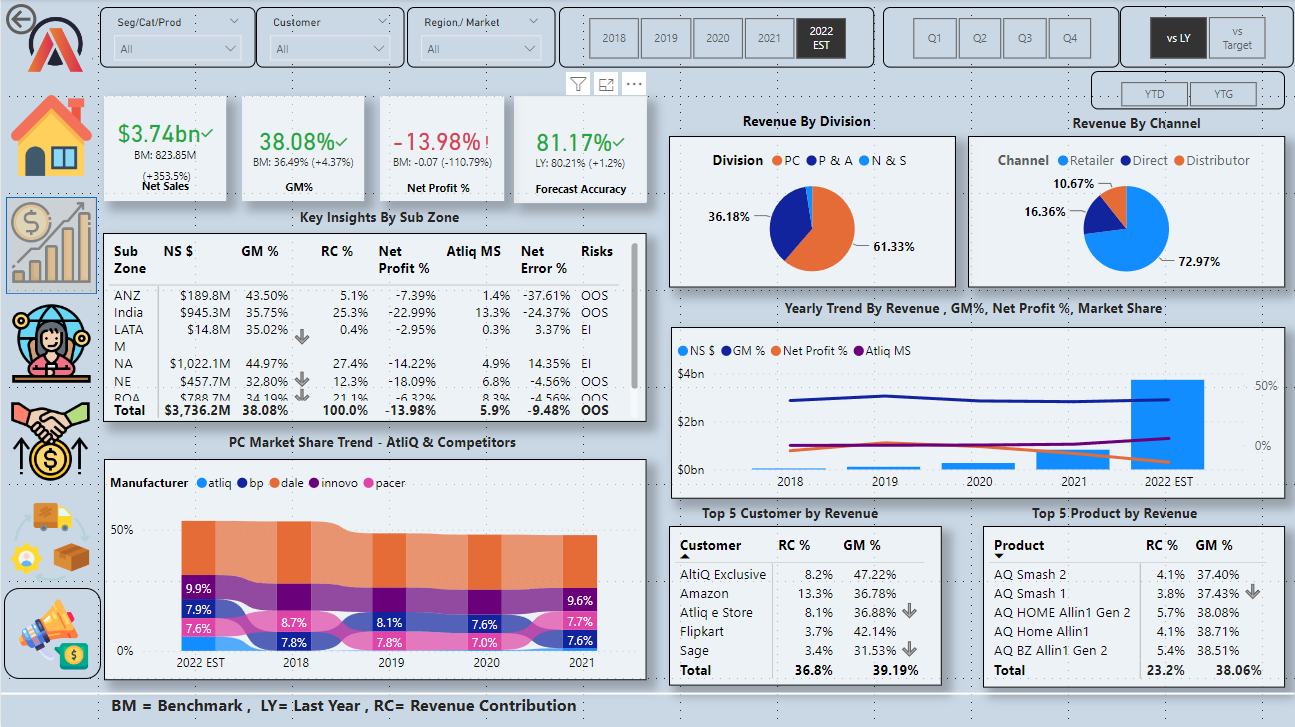 Seg/Cat/Prod
All
Customer
All
Region./ Market
All
2018
2019
2020
2021
2022
EST
Q1
Q2
Q3
Q4
vs LY
vs
Target
YTD
YTG
$3.74bn
BM: 823.85M
(+353.5%)
Net Sales
38.08%
BM: 36.49% (+4.37%)
GM%
-13.98% !
BM: -0.07 (-110.79%)
Net Profit %
81.17%
LY: 80.21% (+1.2%)
Forecast Accuracy
Key Insights By Sub Zone
Sub Zone NS $ GM % RC % Net Profit % Atliq MS Net Error % Risks
ANZ $189.8M 43.50% 5.1% -7.39% 1.4% -37.61% OOS
India $945.3M 35.75% 25.3% -22.99% 13.3% -24.37% OOS
LATA
M $14.8M 35.02% 0.4% -2.95% 0.3% 3.37% EI
NA $1,022.1M 44.97% 27.4% -14.22% 4.9% 14.35% EI
NE $457.7M 32.80% 12.3% -18.09% 6.8% -4.56% OOS
ROA $788.7M 34.19% 21.1% -6.32% 8.3% -4.56% OOS
Total $3,736.2M 38.08% 100.0% -13.98% 5.9% -9.48% OOS
Revenue By Division
Division PC P & A N & S
36.18%
61.33%
Revenue By Channel
Channel Retailer Direct Distributor
10.67%
16.36%
72.97%
Yearly Trend By Revenue , GM%, Net Profit %, Market Share
NS $ GM % Net Profit % Atliq MS
$4bn
$2bn
$0bn
50%
0%
2018 2019 2020 2021 2022 EST
PC Market Share Trend - AtliQ & Competitors
Manufacturer atliq bp dale innovo pacer
50%
0%
9.9%
7.9%
7.6%
8.7%
7.8%
8.1%
7.8%
7.6%
7.0%
9.6%
7.7%
7.6%
2022 EST 2018 2019 2020 2021
Top 5 Customer by Revenue
Customer RC % GM %
AltiQ Exclusive 8.2% 47.22%
Amazon 13.3% 36.78%
Atliq e Store 8.1% 36.88%
Flipkart 3.7% 42.14%
Sage 3.4% 31.53%
Total 36.8% 39.19%
Top 5 Product by Revenue
Product RC % GM %
AQ Smash 2 4.1% 37.40%
AQ Smash 1 3.8% 37.43%
AQ HOME Allin1 Gen 2 5.7% 38.08%
AQ Home Allin1 4.1% 38.71%
AQ BZ Allin1 Gen 2 5.4% 38.51%
Total 23.2% 38.06%
BM = Benchmark , LY= Last Year , RC= Revenue Contribution